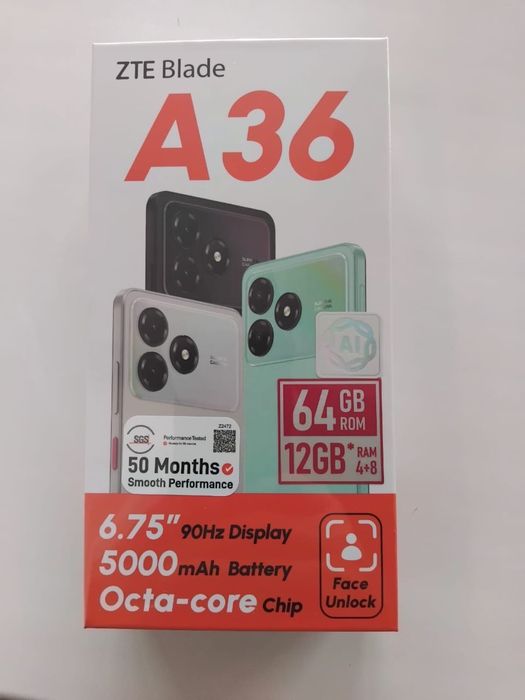 ZTE Blade
A36
AI
64 GB ROM
12GB* RAM 4+8
SGS
Performance Tested
Z2472
50 Months
Smooth Performance
6.75" 90Hz Display
5000mAh Battery
Octa-core Chip
Face
Unlock